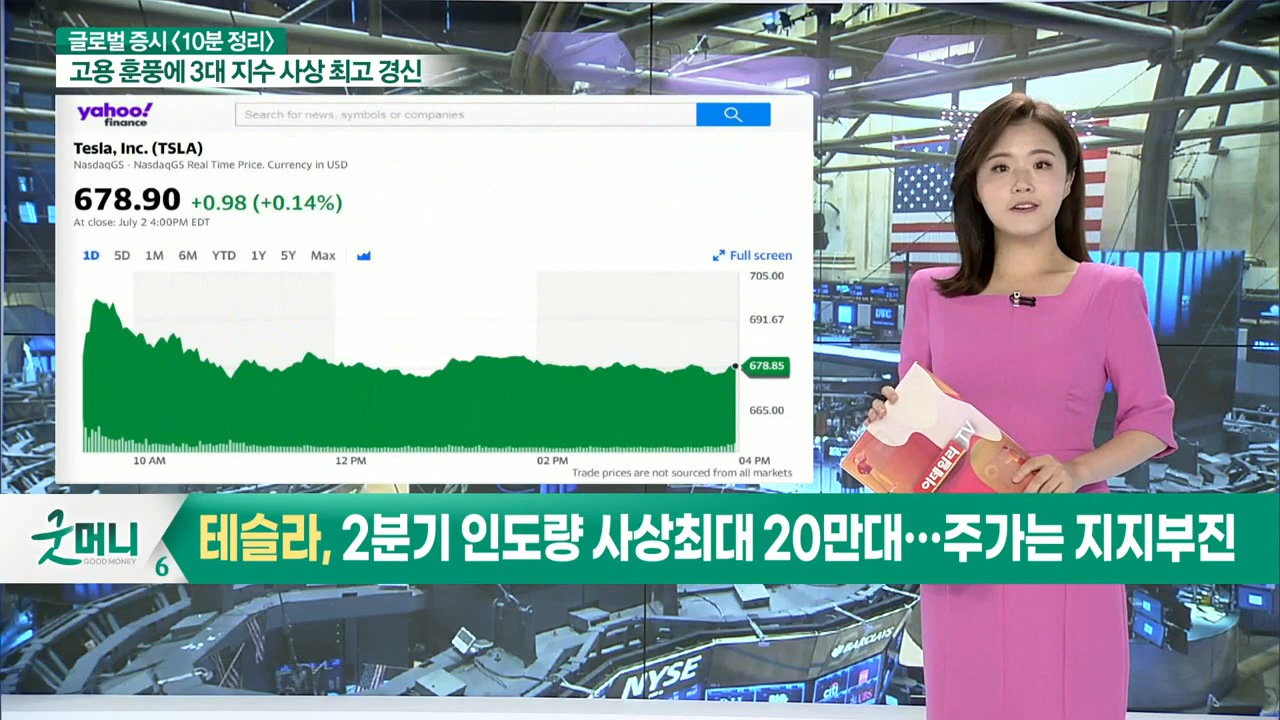 글로벌 증시 <10분 정리>
고용 훈풍에 3대 지수 사상 최고 경신
yahoo!
finance
Search for news, symbols or companies
Tesla, Inc. (TSLA)
NasdaqGS - NasdaqGS Real Time Price. Currency in USD
678.90 +0.98 (+0.14%)
At close: July 2 4:00PM EDT
1D 5D 1M 6M YTD 1Y 5Y Max
Full screen
705.00
691.67
678.85
665.00
10 AM 12 PM 02 PM 04 PM
Trade prices are not sourced from all markets
이데일리 TV
굿머니
GOOD MONEY
6
테슬라, 2분기 인도량 사상최대 20만대…주가는 지지부진
NYSE
BARCLAYS
citi
UBS